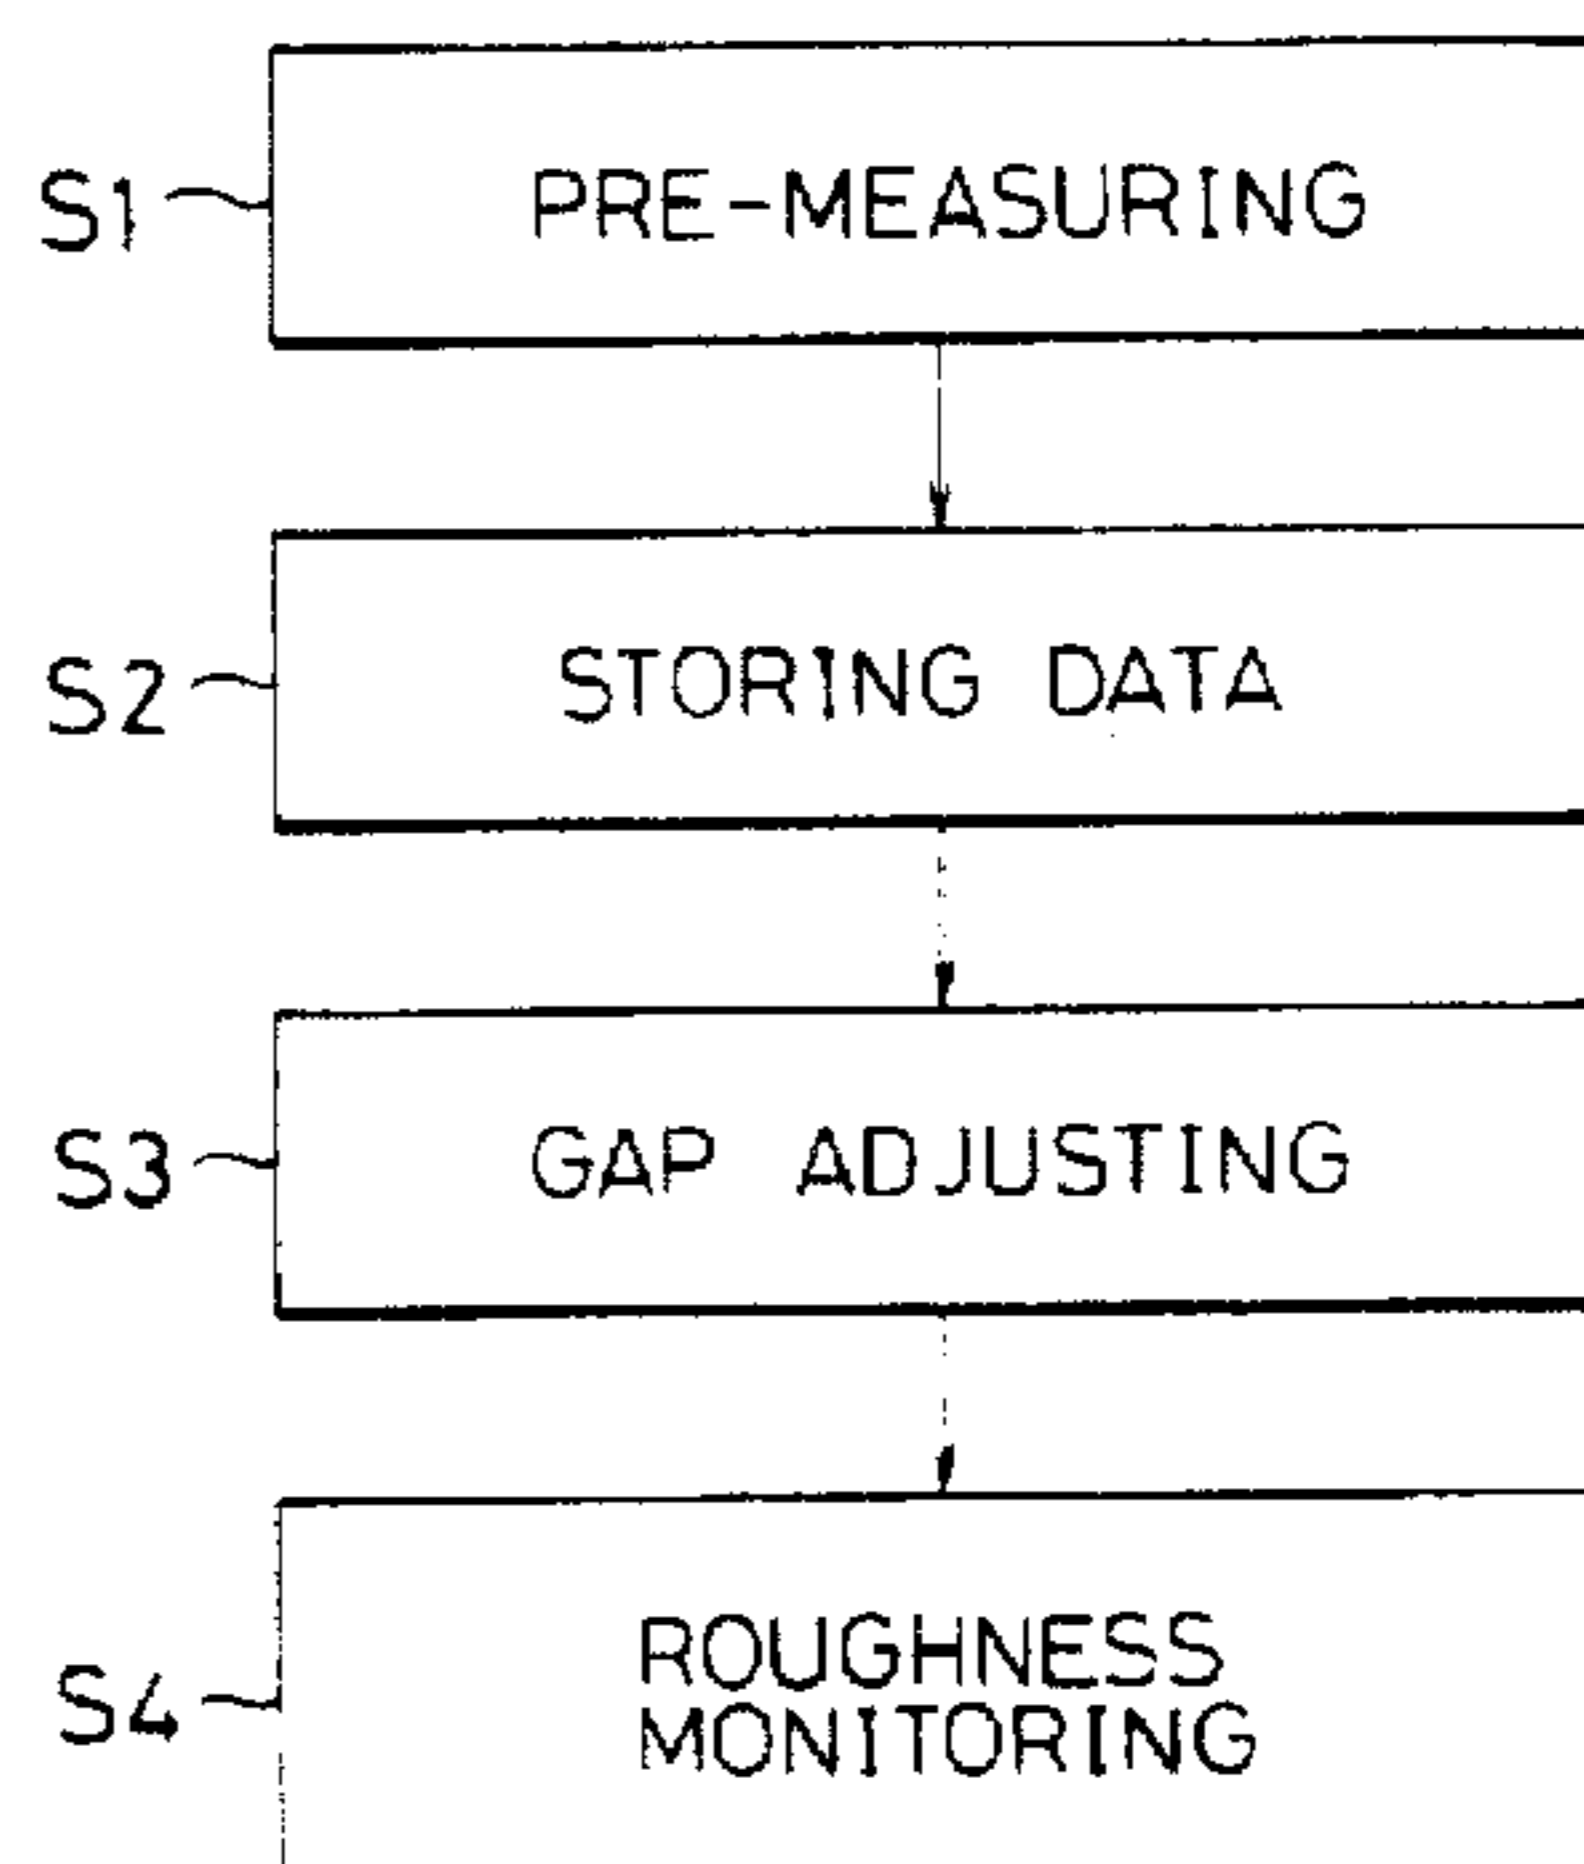 S1 PRE-MEASURING
S2 STORING DATA
S3 GAP ADJUSTING
S4 ROUGHNESS
MONITORING